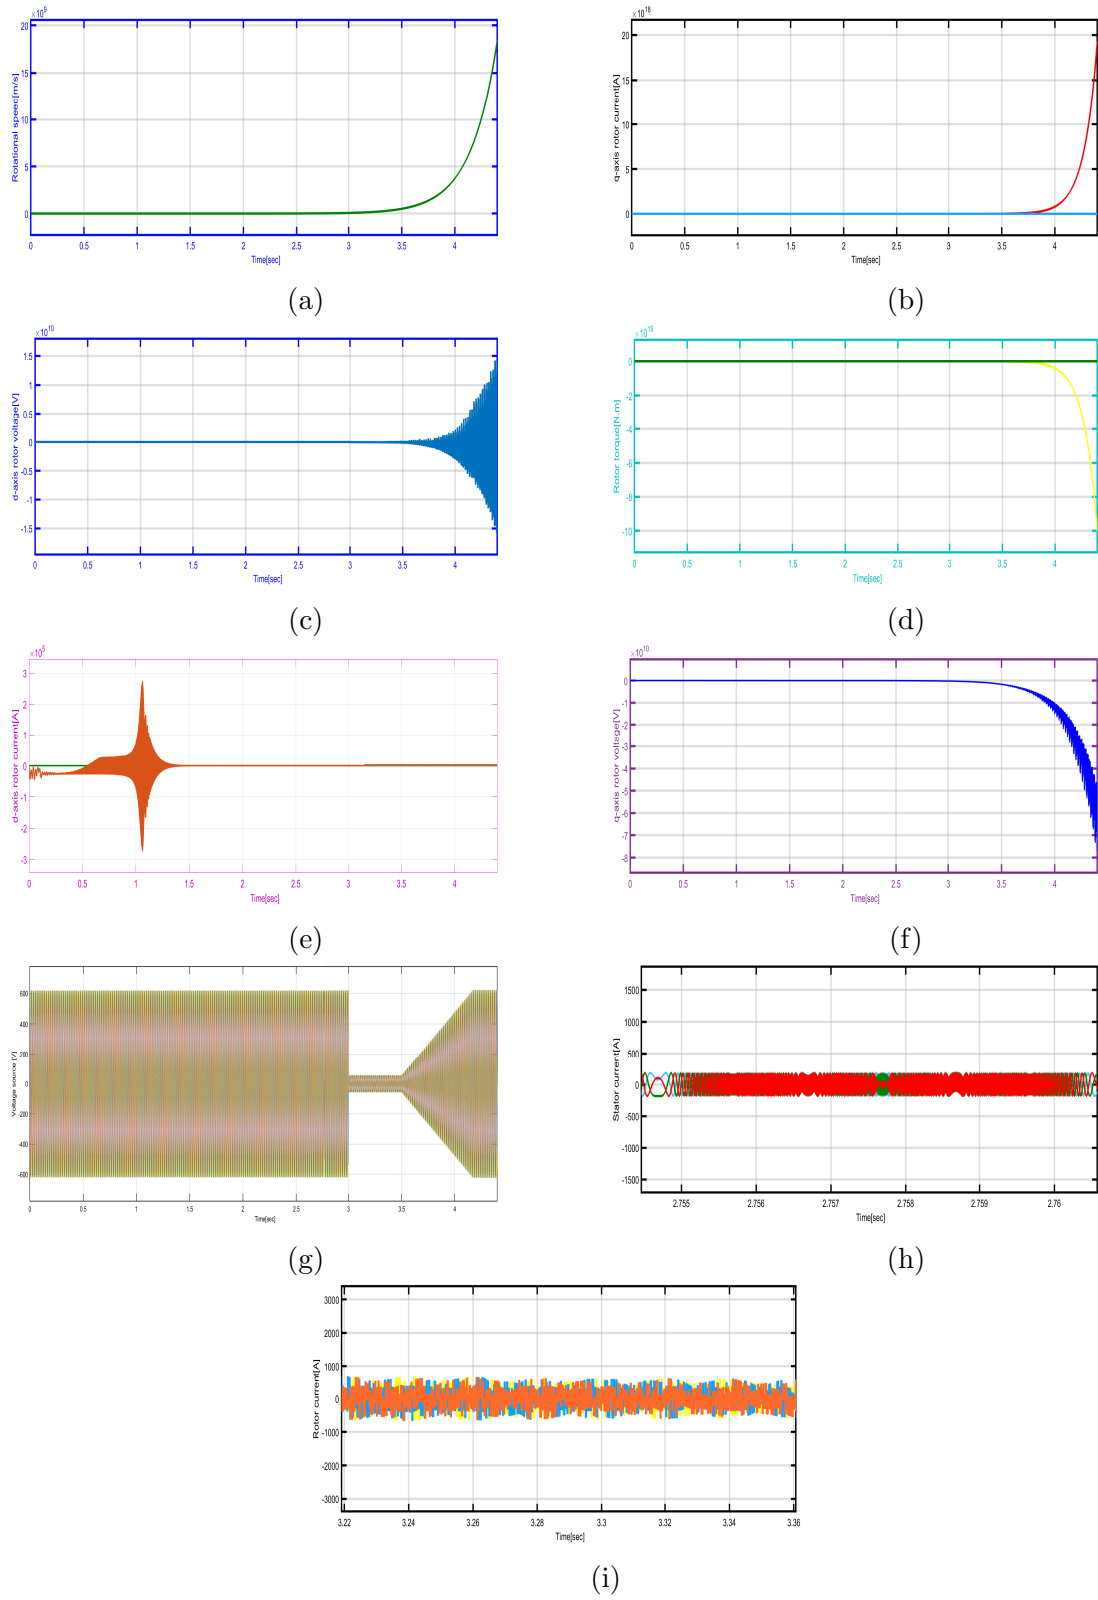 ×10^9
20
15
10
5
0
Rotational speec[m/s]
0 0.5 1 1.5 2 2.5 3 3.5 4
Time[sec]
(a)
×10^18
20
15
10
5
0
q-axis rotor current[A]
0 0.5 1 1.5 2 2.5 3 3.5 4
Time[sec]
(b)
×10^10
1.5
1
0.5
0
-0.5
-1
-1.5
d-axis rotor voltage[V]
0 0.5 1 1.5 2 2.5 3 3.5 4
Time[sec]
(c)
0
-2
-4
-6
-8
-10
Rotor torque[N.m]
0 0.5 1 1.5 2 2.5 3 3.5 4
Time[sec]
(d)
×10^5
3
2
1
0
-1
-2
-3
d-axis rotor current[A]
0 0.5 1 1.5 2 2.5 3 3.5 4
Time[sec]
(e)
×10^10
0
-1
-2
-3
-4
-5
-6
-7
-8
q-axis rotor voltage[V]
0 0.5 1 1.5 2 2.5 3 3.5 4
Time[sec]
(f)
600
400
200
0
-200
-400
-600
Voltage source [V]
0 0.5 1 1.5 2 2.5 3 3.5 4
Time[sec]
(g)
1500
1000
500
0
-500
-1000
-1500
Stator current[A]
2.755 2.756 2.757 2.758 2.759 2.76
Time[sec]
(h)
3000
2000
1000
0
-1000
-2000
-3000
Rotor current[A]
3.22 3.24 3.26 3.28 3.3 3.32 3.34 3.36
Time[sec]
(i)